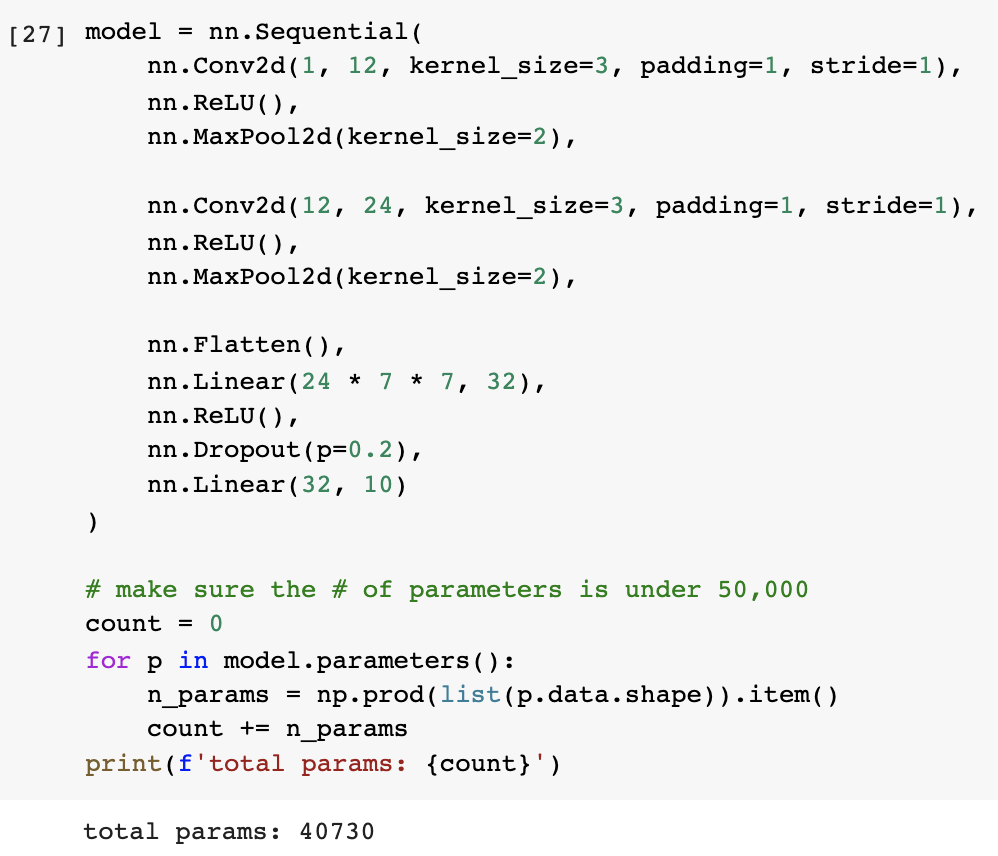 [27] model = nn.Sequential(
    nn.Conv2d(1, 12, kernel_size=3, padding=1, stride=1),
    nn.ReLU(),
    nn.MaxPool2d(kernel_size=2),

    nn.Conv2d(12, 24, kernel_size=3, padding=1, stride=1),
    nn.ReLU(),
    nn.MaxPool2d(kernel_size=2),

    nn.Flatten(),
    nn.Linear(24 * 7 * 7, 32),
    nn.ReLU(),
    nn.Dropout(p=0.2),
    nn.Linear(32, 10)
)

# make sure the # of parameters is under 50,000
count = 0
for p in model.parameters():
    n_params = np.prod(list(p.data.shape)).item()
    count += n_params
print(f'total params: {count}')

total params: 40730